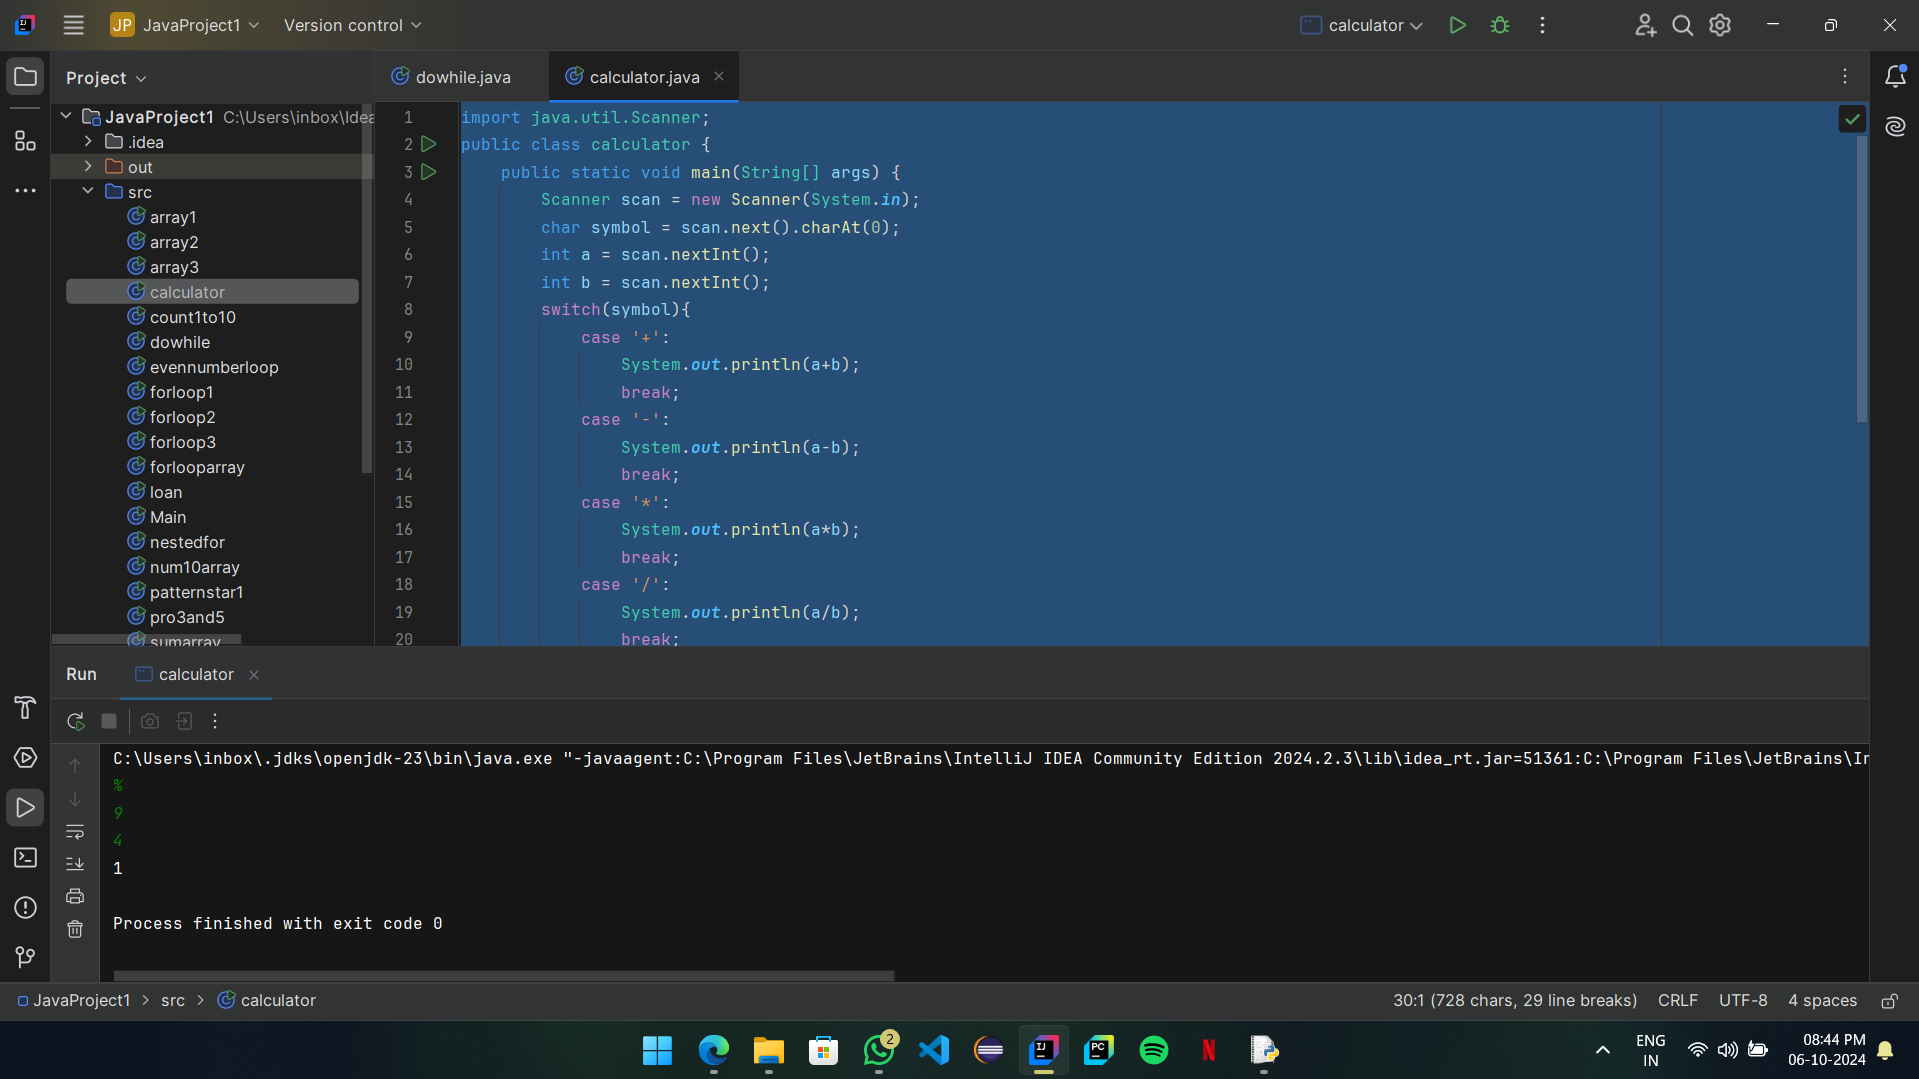 JP JavaProject1 Version control calculator
Project
dowhile.java calculator.java
JavaProject1 C:\Users\inbox\Idea
.idea
out
src
array1
array2
array3
calculator
count1to10
dowhile
evennumberloop
forloop1
forloop2
forloop3
forlooparray
loan
Main
nestedfor
num10array
patternstar1
pro3and5
sumarray
1 import java.util.Scanner;
2 public class calculator {
3 public static void main(String[] args) {
4 Scanner scan = new Scanner(System.in);
5 char symbol = scan.next().charAt(0);
6 int a = scan.nextInt();
7 int b = scan.nextInt();
8 switch(symbol){
9 case '+':
10 System.out.println(a+b);
11 break;
12 case '-':
13 System.out.println(a-b);
14 break;
15 case '*':
16 System.out.println(a*b);
17 break;
18 case '/':
19 System.out.println(a/b);
20 break;
Run calculator
C:\Users\inbox\.jdks\openjdk-23\bin\java.exe "-javaagent:C:\Program Files\JetBrains\IntelliJ IDEA Community Edition 2024.2.3\lib\idea_rt.jar=51361:C:\Program Files\JetBrains\In
%
9
4
1
Process finished with exit code 0
JavaProject1 > src > calculator 30:1 (728 chars, 29 line breaks) CRLF UTF-8 4 spaces
2
IJ
PC
N
ENG
IN
08:44 PM
06-10-2024